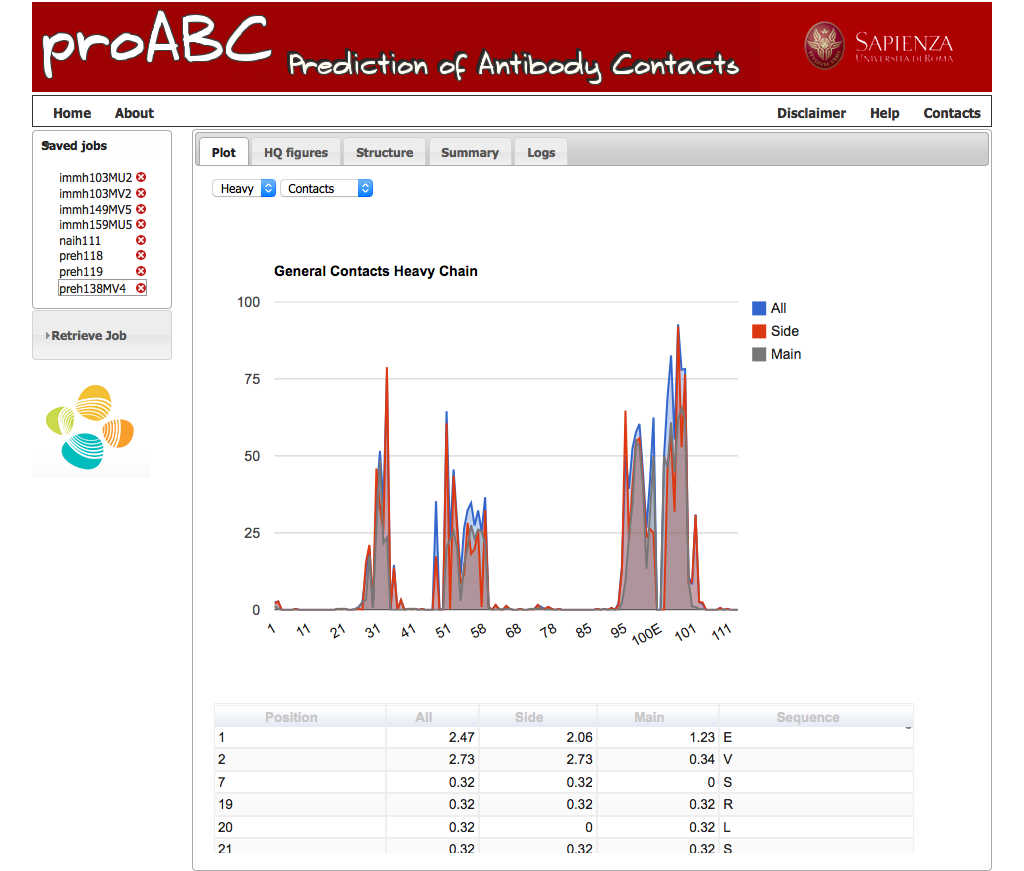 proABC Prediction of Antibody Contacts
SAPIENZA
UNIVERSITÀ DI ROMA
Home About Disclaimer Help Contacts
Saved jobs
immh103MU2
immh103MV2
immh149MV5
immh159MU5
naih111
preh118
preh119
preh138MV4
Retrieve Job
Plot HQ figures Structure Summary Logs
Heavy Contacts
General Contacts Heavy Chain
100
75
50
25
0
1 11 21 31 41 51 58 68 78 85 95 100E 101 111
All
Side
Main
Position All Side Main Sequence
1 2.47 2.06 1.23 E
2 2.73 2.73 0.34 V
7 0.32 0.32 0 S
19 0.32 0.32 0.32 R
20 0.32 0 0.32 L
21 0.32 0.32 0.32 S